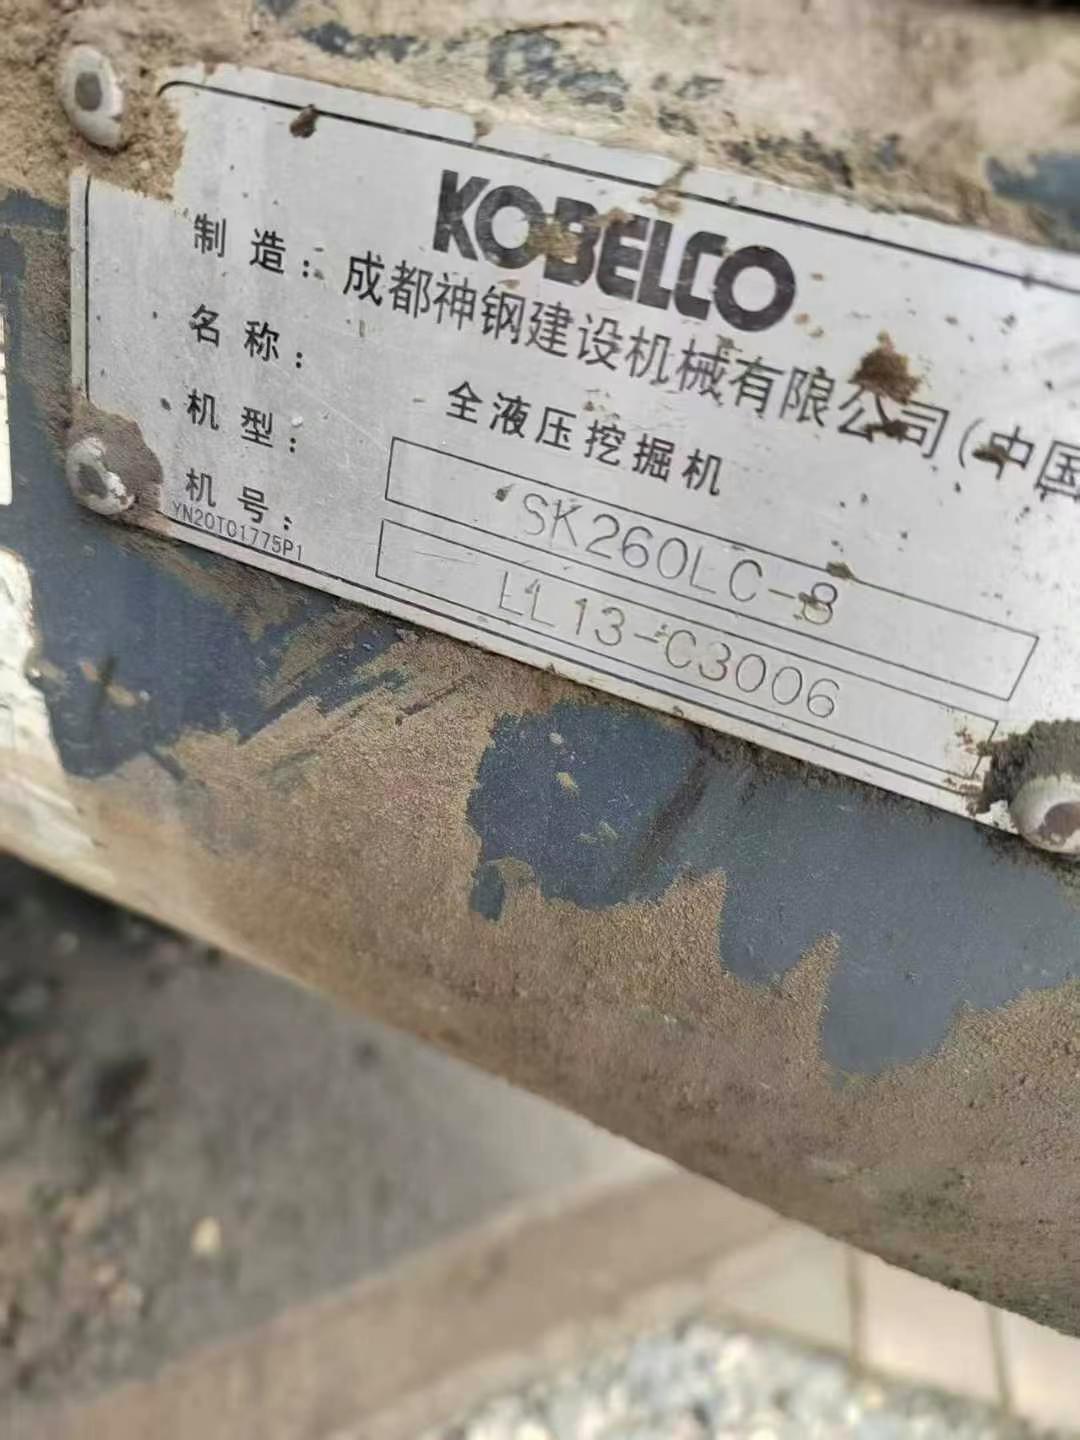 KOBELCO
制造：成都神钢建设机械有限公司(中国
名称：全液压挖掘机
机型：SK260LC-8
机号：LL13-C3006
YN20T01775P1